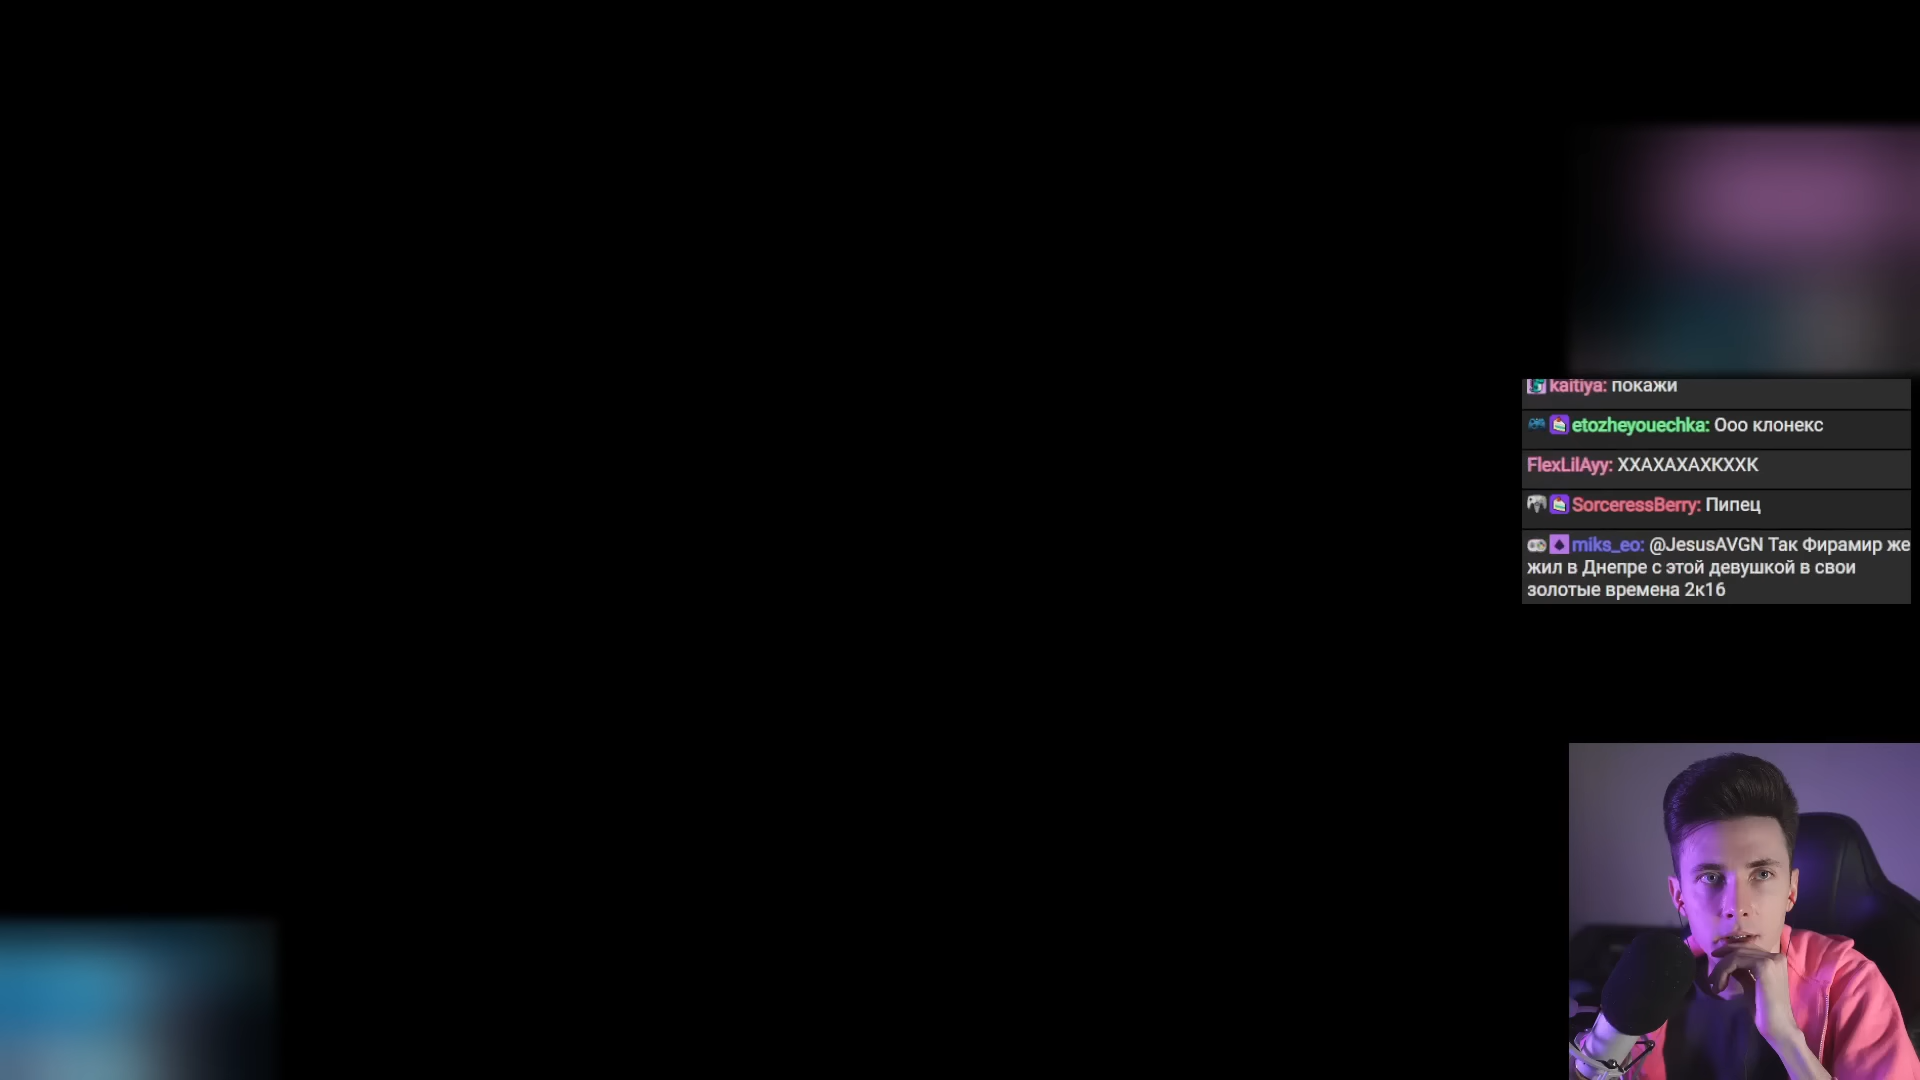 kaitiya: покажи
etozheyouechka: Ооо клонекс
FlexLilAyy: ХХАХАХАХКХХК
SorceressBerry: Пипец
miks_eo: @JesusAVGN Так Фирамир же
жил в Днепре с этой девушкой в свои
золотые времена 2к16